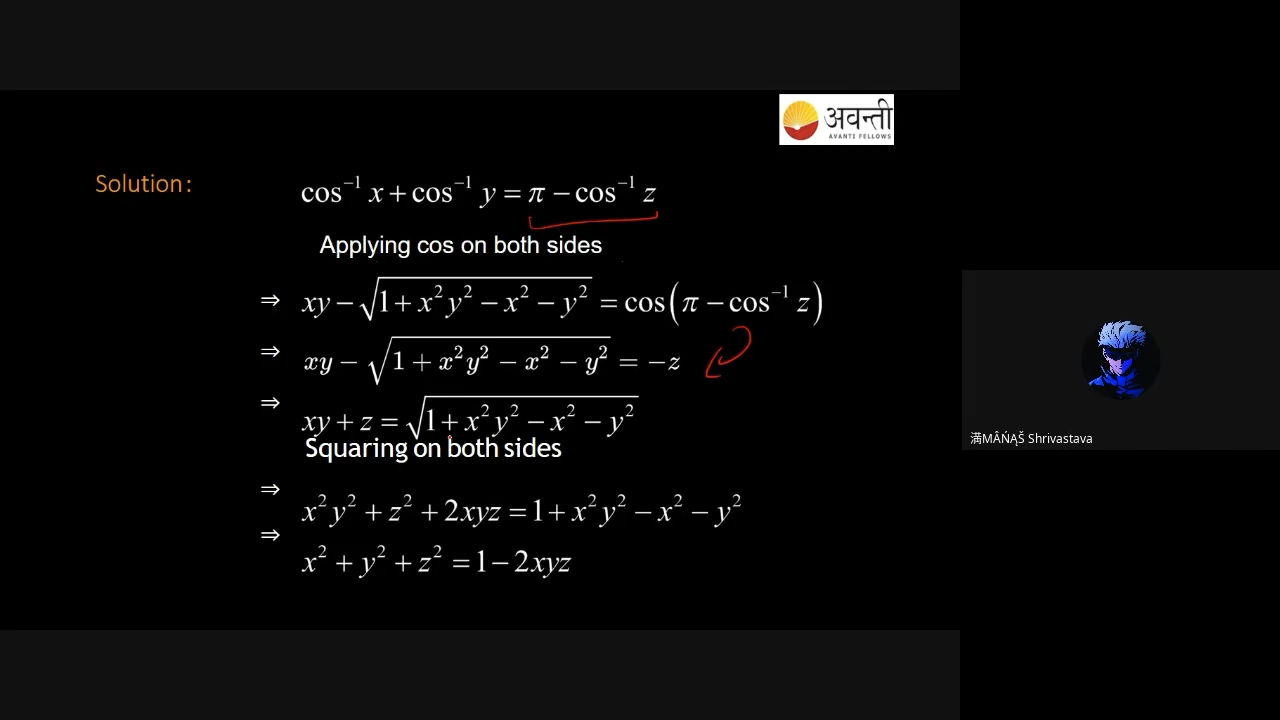 अवन्ती
AVANTI FELLOWS
Solution:
cos⁻¹ x + cos⁻¹ y = π − cos⁻¹ z
Applying cos on both sides
⇒ xy − √(1 + x²y² − x² − y²) = cos(π − cos⁻¹ z)
⇒ xy − √(1 + x²y² − x² − y²) = −z
⇒ xy + z = √(1 + x²y² − x² − y²)
Squaring on both sides
⇒ x²y² + z² + 2xyz = 1 + x²y² − x² − y²
⇒ x² + y² + z² = 1 − 2xyz
满MÂŃĄŠ Shrivastava